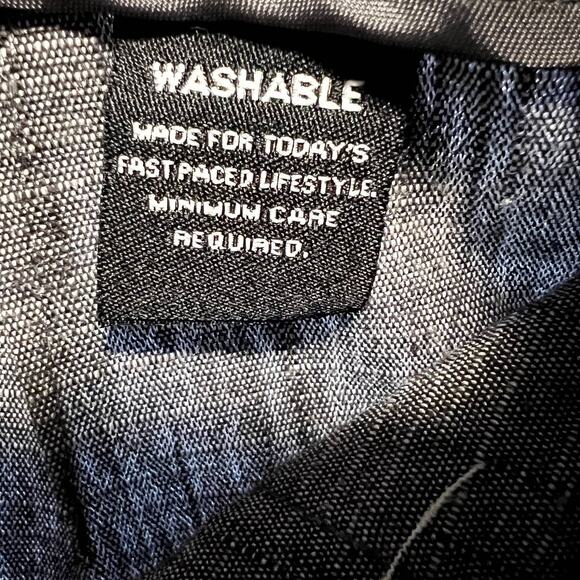 WASHABLE
MADE FOR TODAY'S
FAST PACED LIFESTYLE.
MINIMUM CARE
REQUIRED.